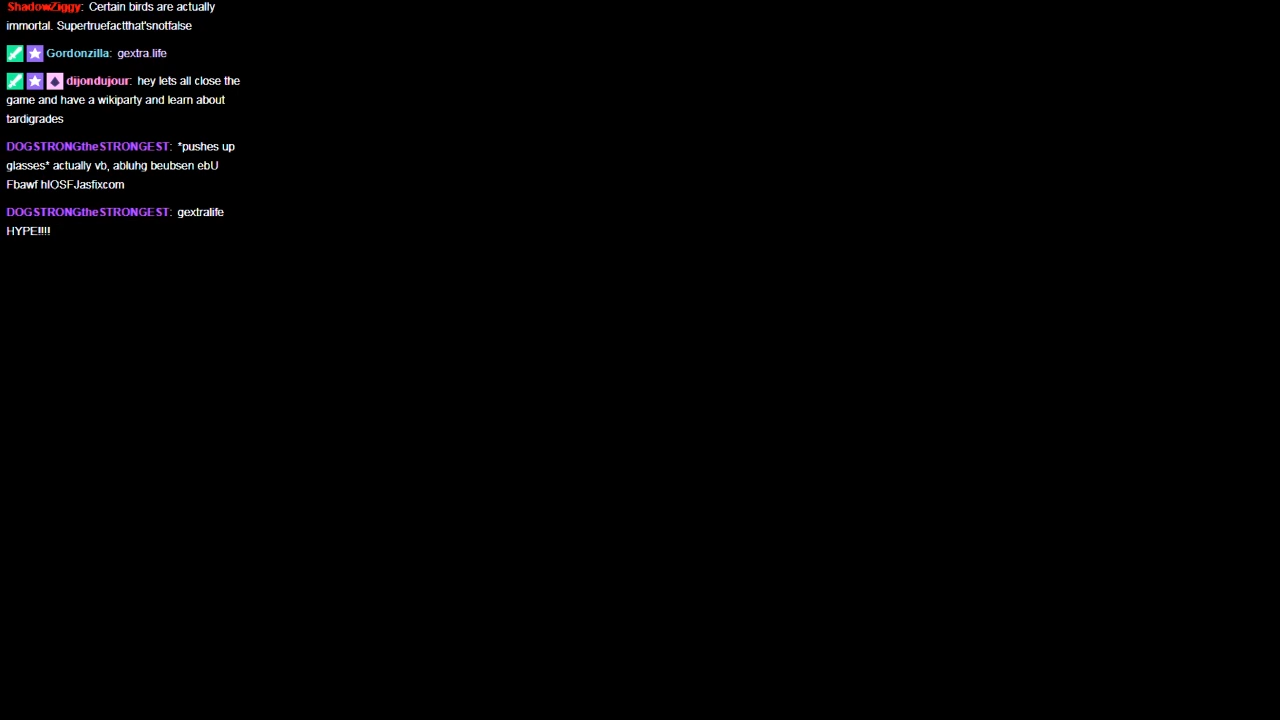 ShadowZiggy: Certain birds are actually
immortal. Supertruefactthat'snotfalse
Gordonzilla: gextra.life
dijondujour: hey lets all close the
game and have a wikiparty and learn about
tardigrades
DOGSTRONGtheSTRONGEST: *pushes up
glasses* actually vb, abluhg beubsen ebU
Fbawf hIOSFJasfixcom
DOGSTRONGtheSTRONGEST: gextralife
HYPE!!!!